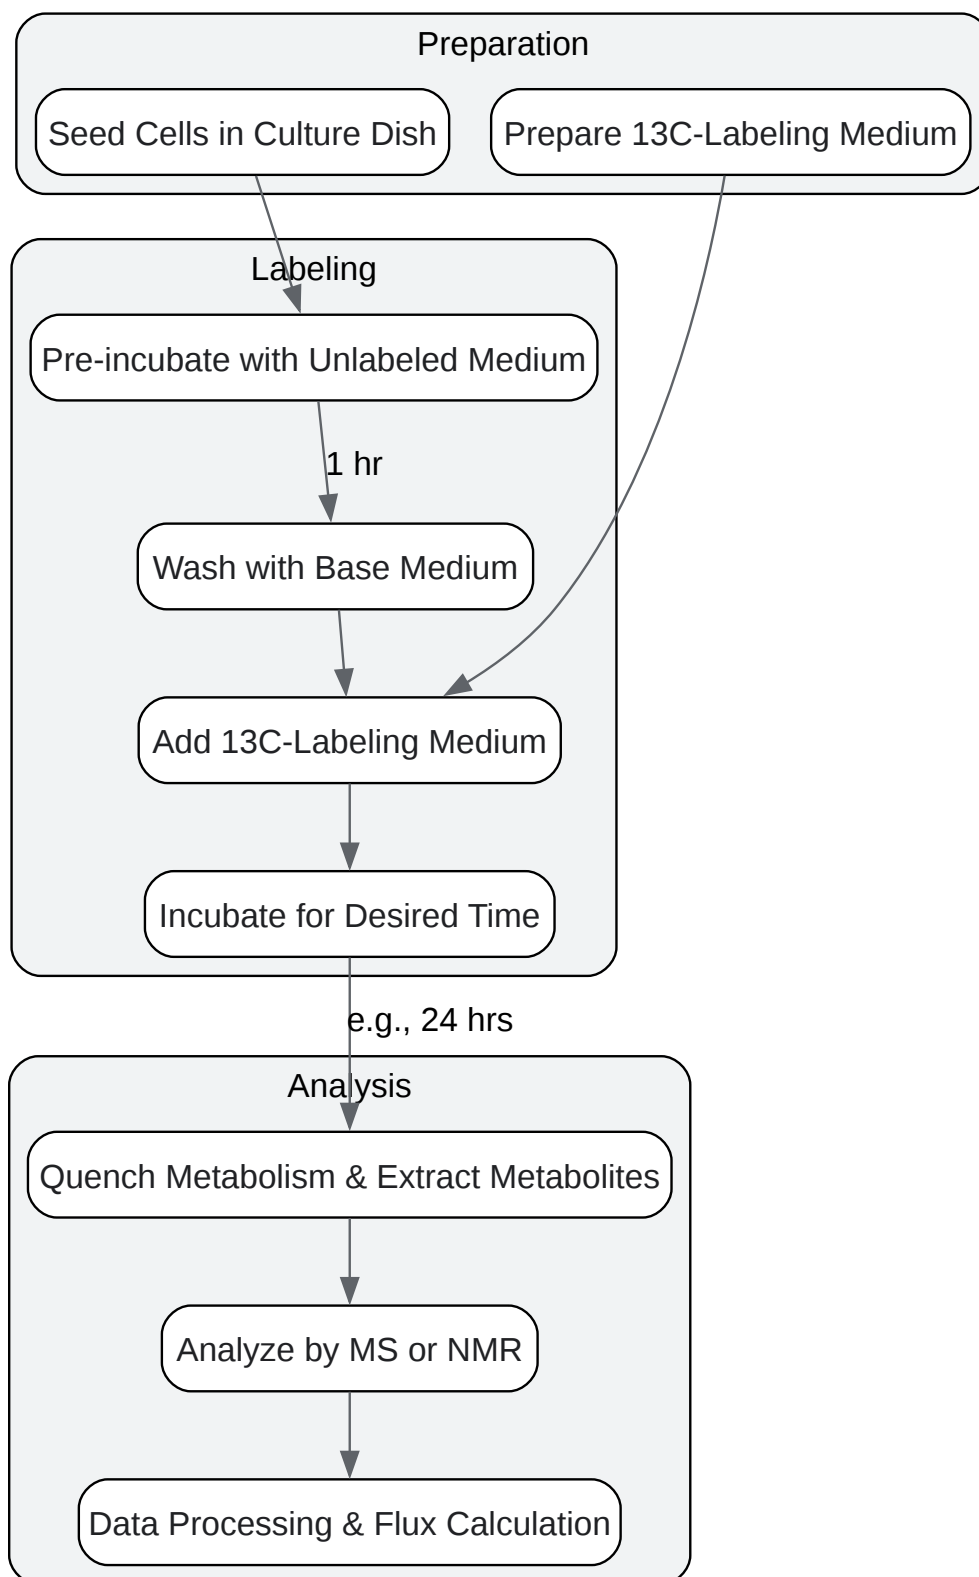 Preparation
Seed Cells in Culture Dish
Prepare 13C-Labeling Medium
Labeling
Pre-incubate with Unlabeled Medium
1 hr
Wash with Base Medium
Add 13C-Labeling Medium
Incubate for Desired Time
e.g., 24 hrs
Analysis
Quench Metabolism & Extract Metabolites
Analyze by MS or NMR
Data Processing & Flux Calculation